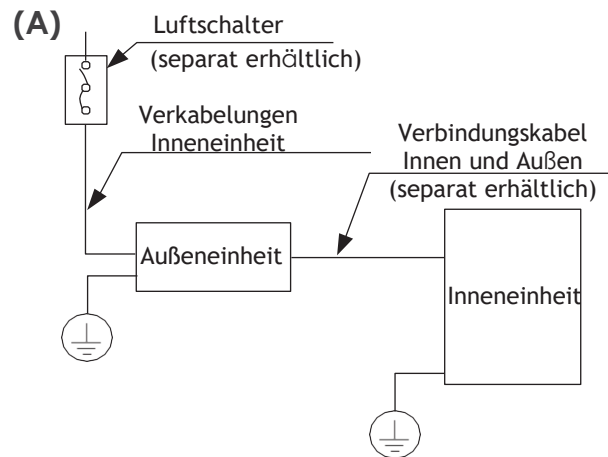 (A)
Luftschalter
(separat erhältlich)
Verkabelungen
Inneneinheit
Verbindungskabel
Innen und Außen
(separat erhältlich)
Außeneinheit
Inneneinheit